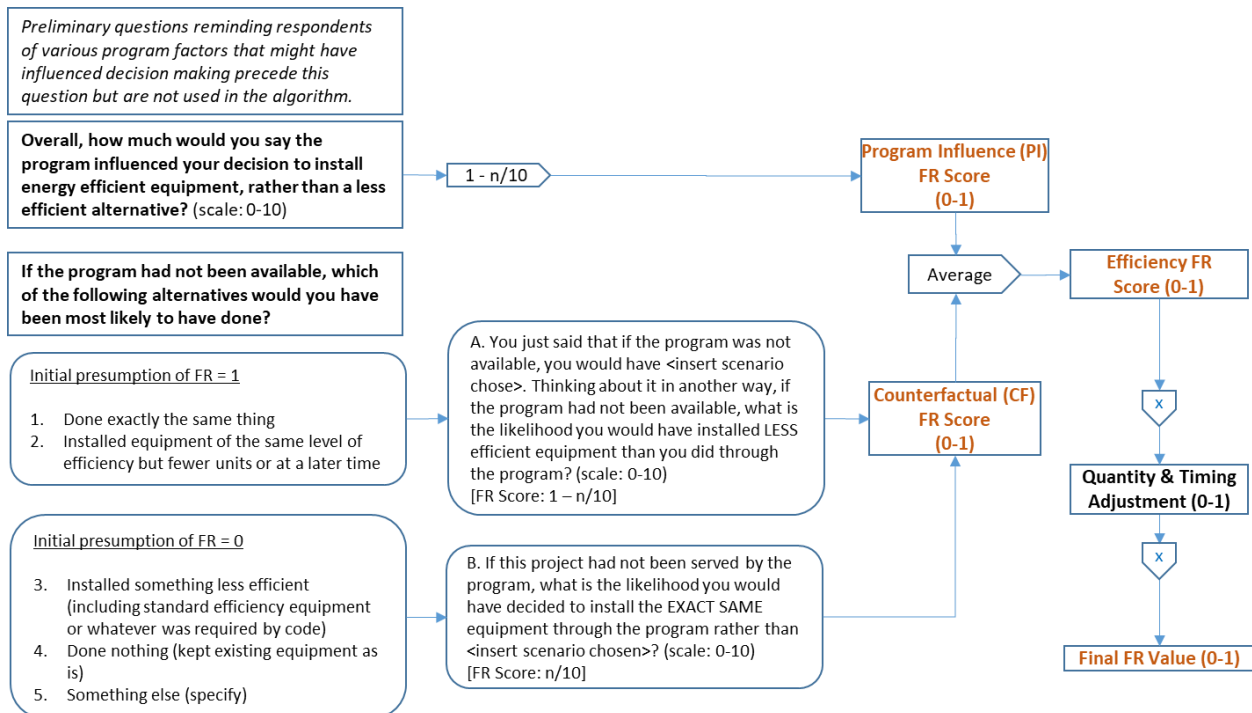 Preliminary questions reminding respondents
of various program factors that might have
influenced decision making precede this
question but are not used in the algorithm.
Overall, how much would you say the
program influenced your decision to install
energy efficient equipment, rather than a less
efficient alternative? (scale: 0-10)
1 - n/10
Program Influence (PI)
FR Score
(0-1)
If the program had not been available, which
of the following alternatives would you have
been most likely to have done?
Average
Efficiency FR
Score (0-1)
Initial presumption of FR = 1
1. Done exactly the same thing
2. Installed equipment of the same level of
efficiency but fewer units or at a later time
A. You just said that if the program was not
available, you would have <insert scenario
chose>. Thinking about it in another way, if
the program had not been available, what is
the likelihood you would have installed LESS
efficient equipment than you did through
the program? (scale: 0-10)
[FR Score: 1 – n/10]
Counterfactual (CF)
FR Score
(0-1)
x
Quantity & Timing
Adjustment (0-1)
x
Final FR Value (0-1)
Initial presumption of FR = 0
3. Installed something less efficient
(including standard efficiency equipment
or whatever was required by code)
4. Done nothing (kept existing equipment as
is)
5. Something else (specify)
B. If this project had not been served by the
program, what is the likelihood you would
have decided to install the EXACT SAME
equipment through the program rather than
<insert scenario chosen>? (scale: 0-10)
[FR Score: n/10]